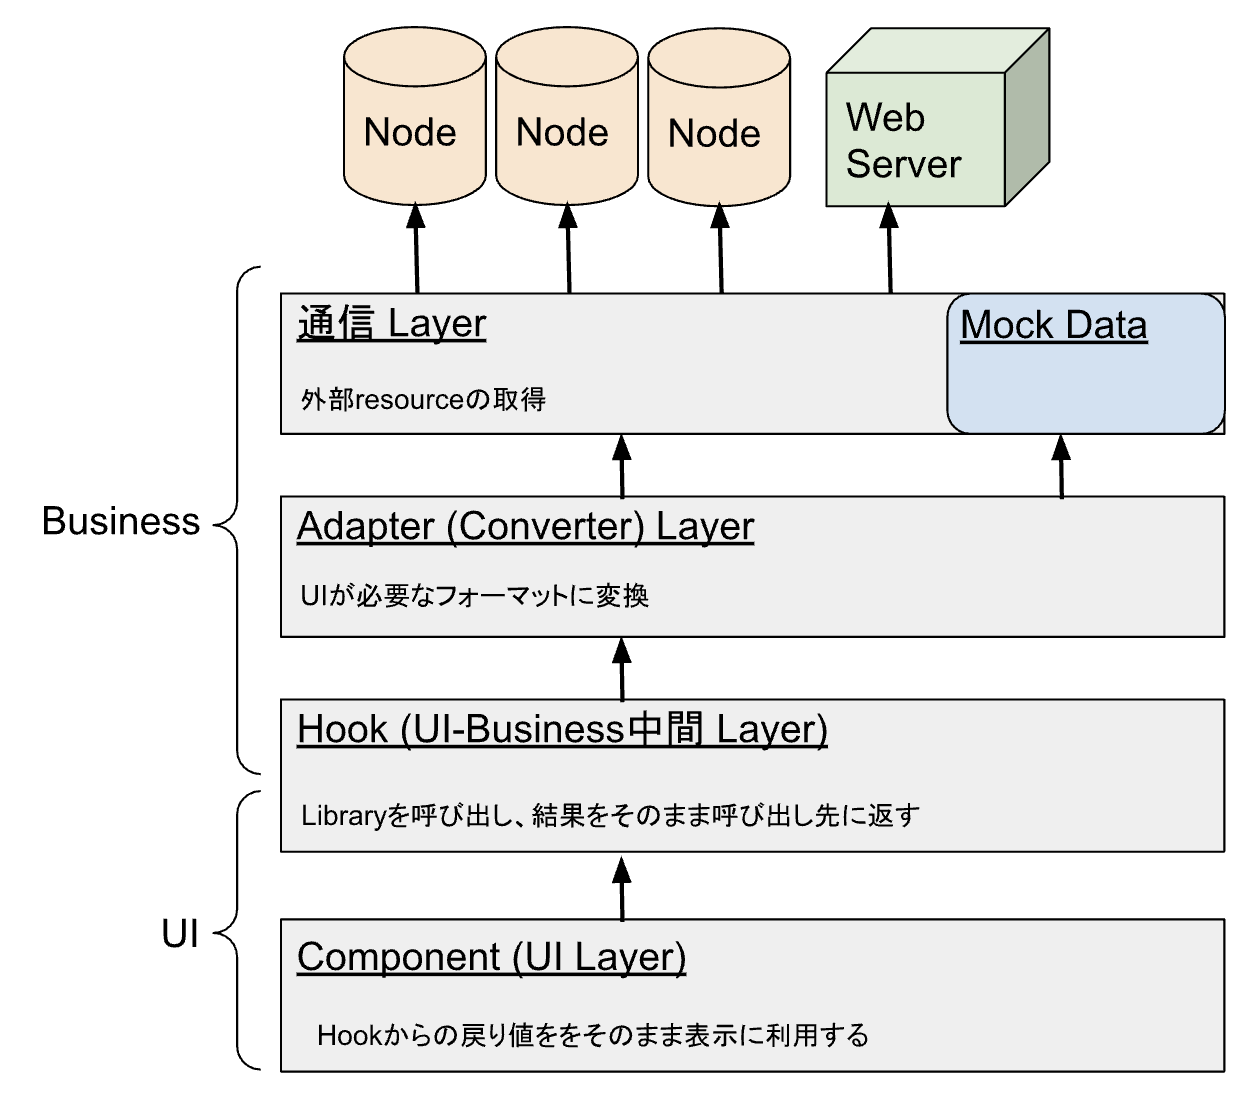 Node
Node
Node
Web
Server
通信 Layer
Mock Data
外部resourceの取得
Business
Adapter (Converter) Layer
UIが必要なフォーマットに変換
Hook (UI-Business中間 Layer)
Libraryを呼び出し、結果をそのまま呼び出し先に返す
UI
Component (UI Layer)
Hookからの戻り値ををそのまま表示に利用する